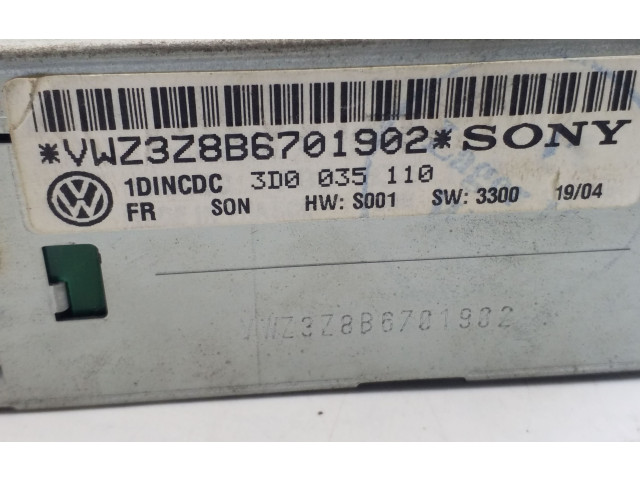 *VWZ3Z8B6701902* SONY
1DINCDC 3D0 035 110
FR SON HW: S001 SW: 3300 19/04
VWZ3Z8B6701902